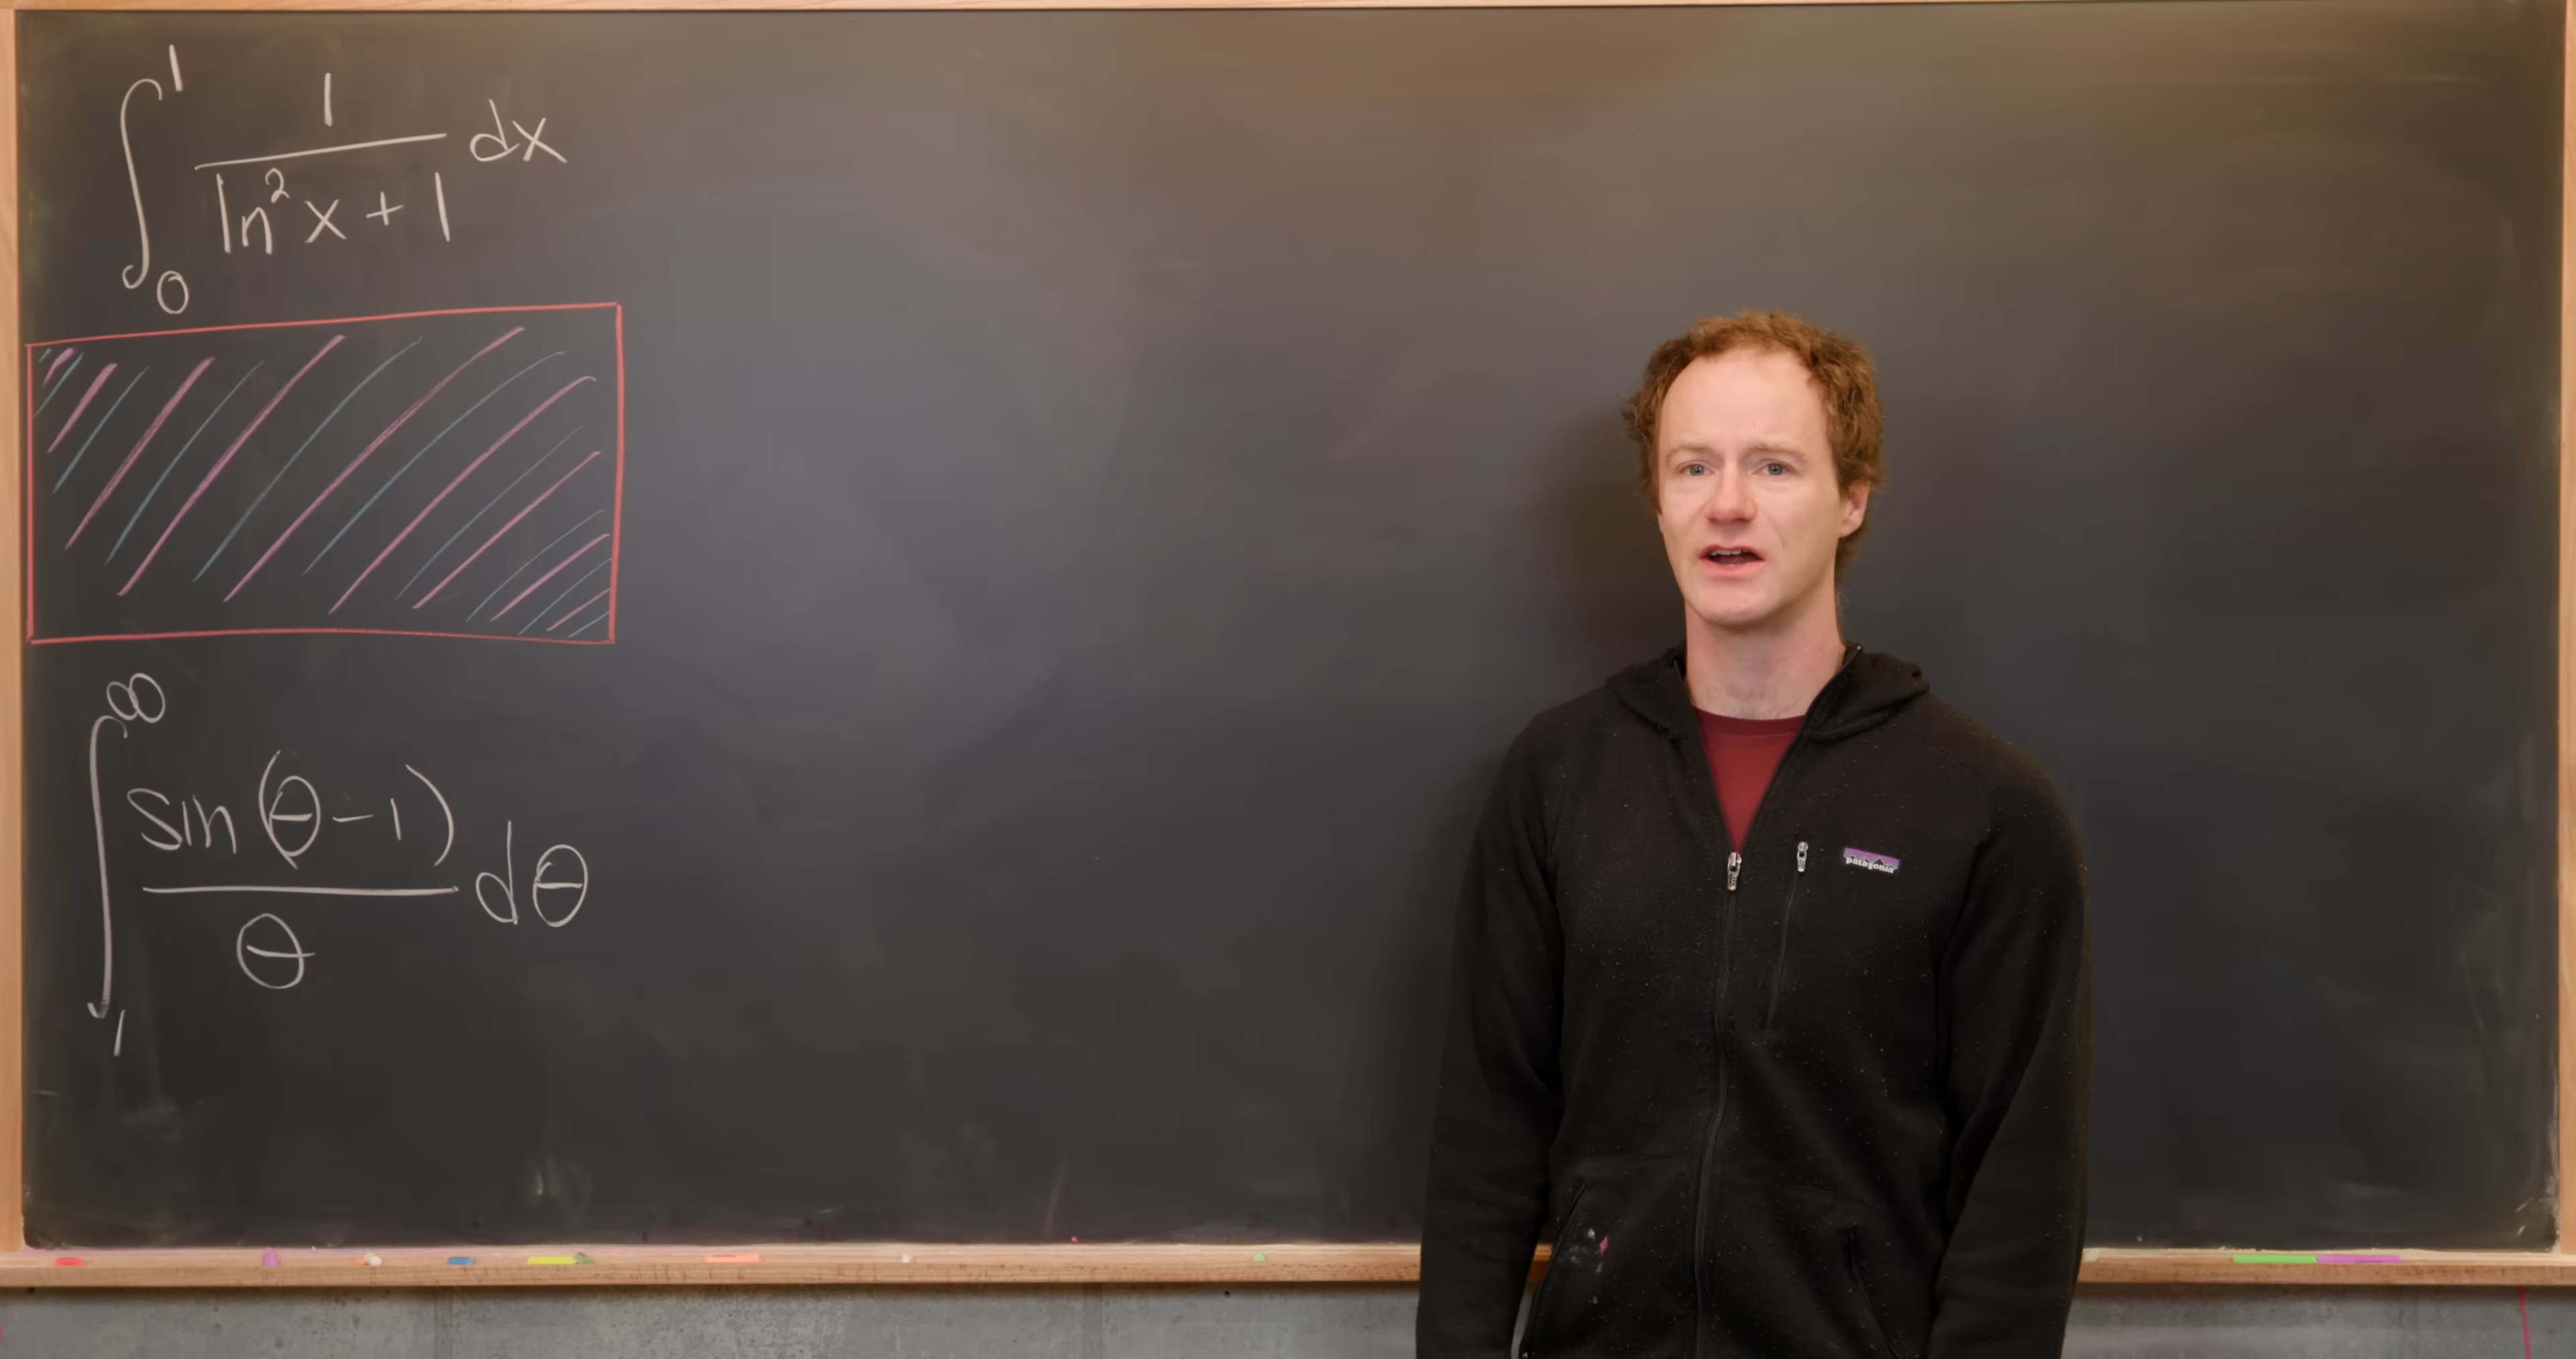 ∫₀¹ 1/(ln²x + 1) dx
∫₁^∞ sin(θ-1)/θ dθ
patagonia